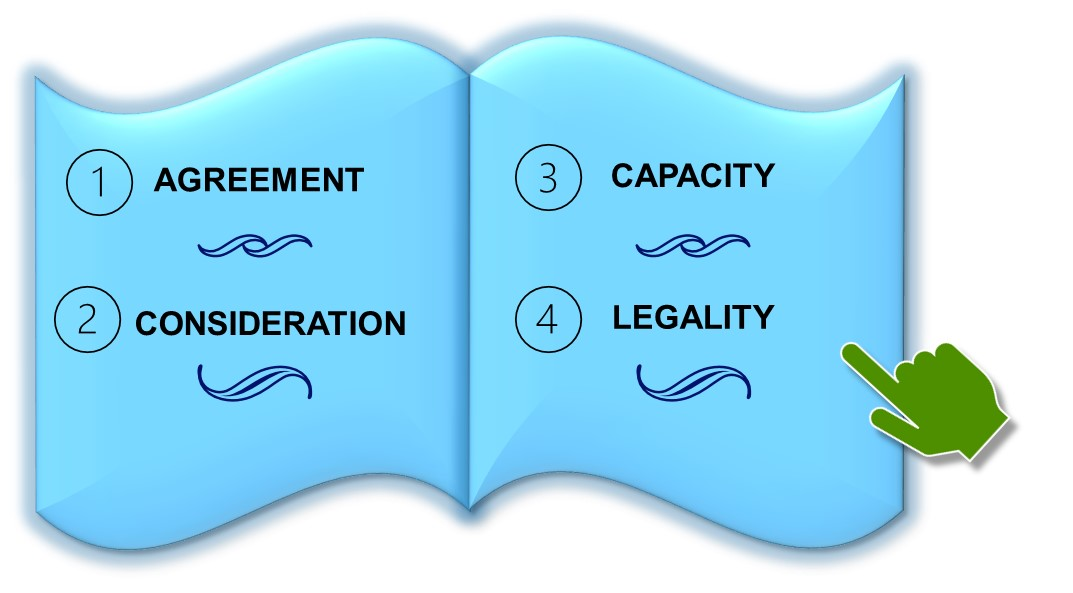 1 AGREEMENT
2 CONSIDERATION
3 CAPACITY
4 LEGALITY